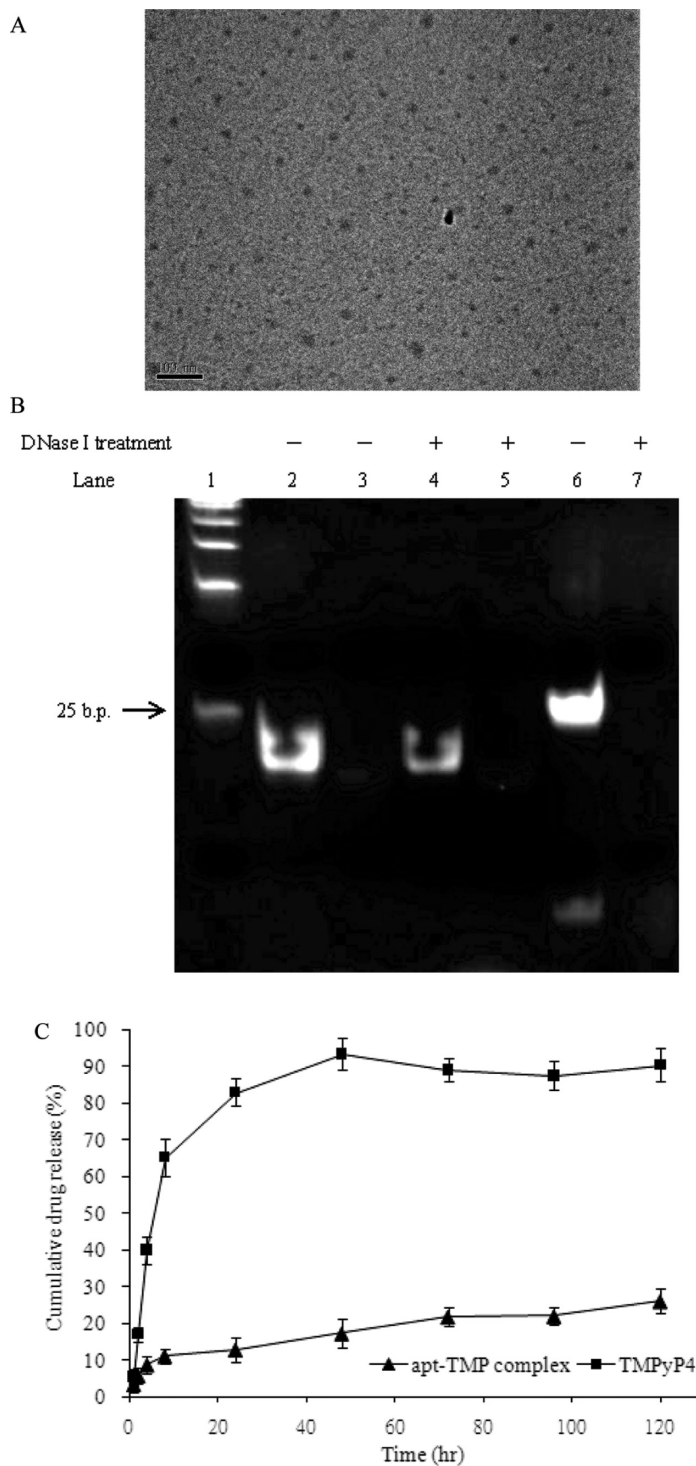 A
100 nm
B
DNase I treatment − − + + − +
Lane 1 2 3 4 5 6 7
25 b.p.
C
Cumulative drug release (%)
100
90
80
70
60
50
40
30
20
10
0
apt-TMP complex TMPyP4
0 20 40 60 80 100 120
Time (hr)